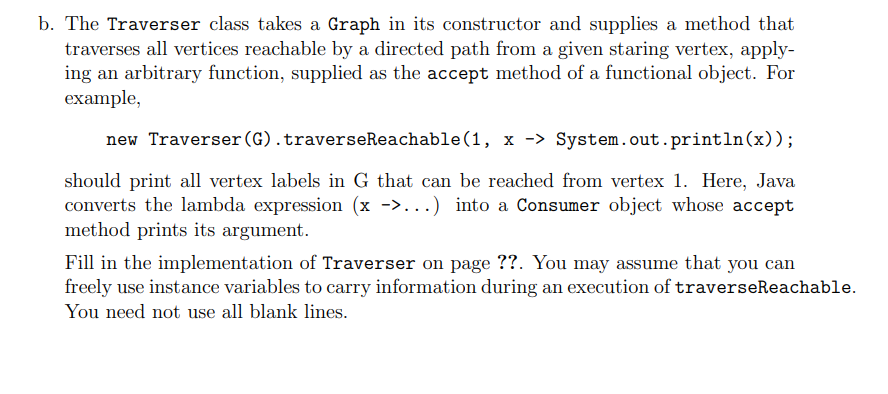 b. The Traverser class takes a Graph in its constructor and supplies a method that
traverses all vertices reachable by a directed path from a given staring vertex, apply-
ing an arbitrary function, supplied as the accept method of a functional object. For
example,
new Traverser(G).traverseReachable(1, x -> System.out.println(x));
should print all vertex labels in G that can be reached from vertex 1. Here, Java
converts the lambda expression (x ->...) into a Consumer object whose accept
method prints its argument.
Fill in the implementation of Traverser on page ??. You may assume that you can
freely use instance variables to carry information during an execution of traverseReachable.
You need not use all blank lines.